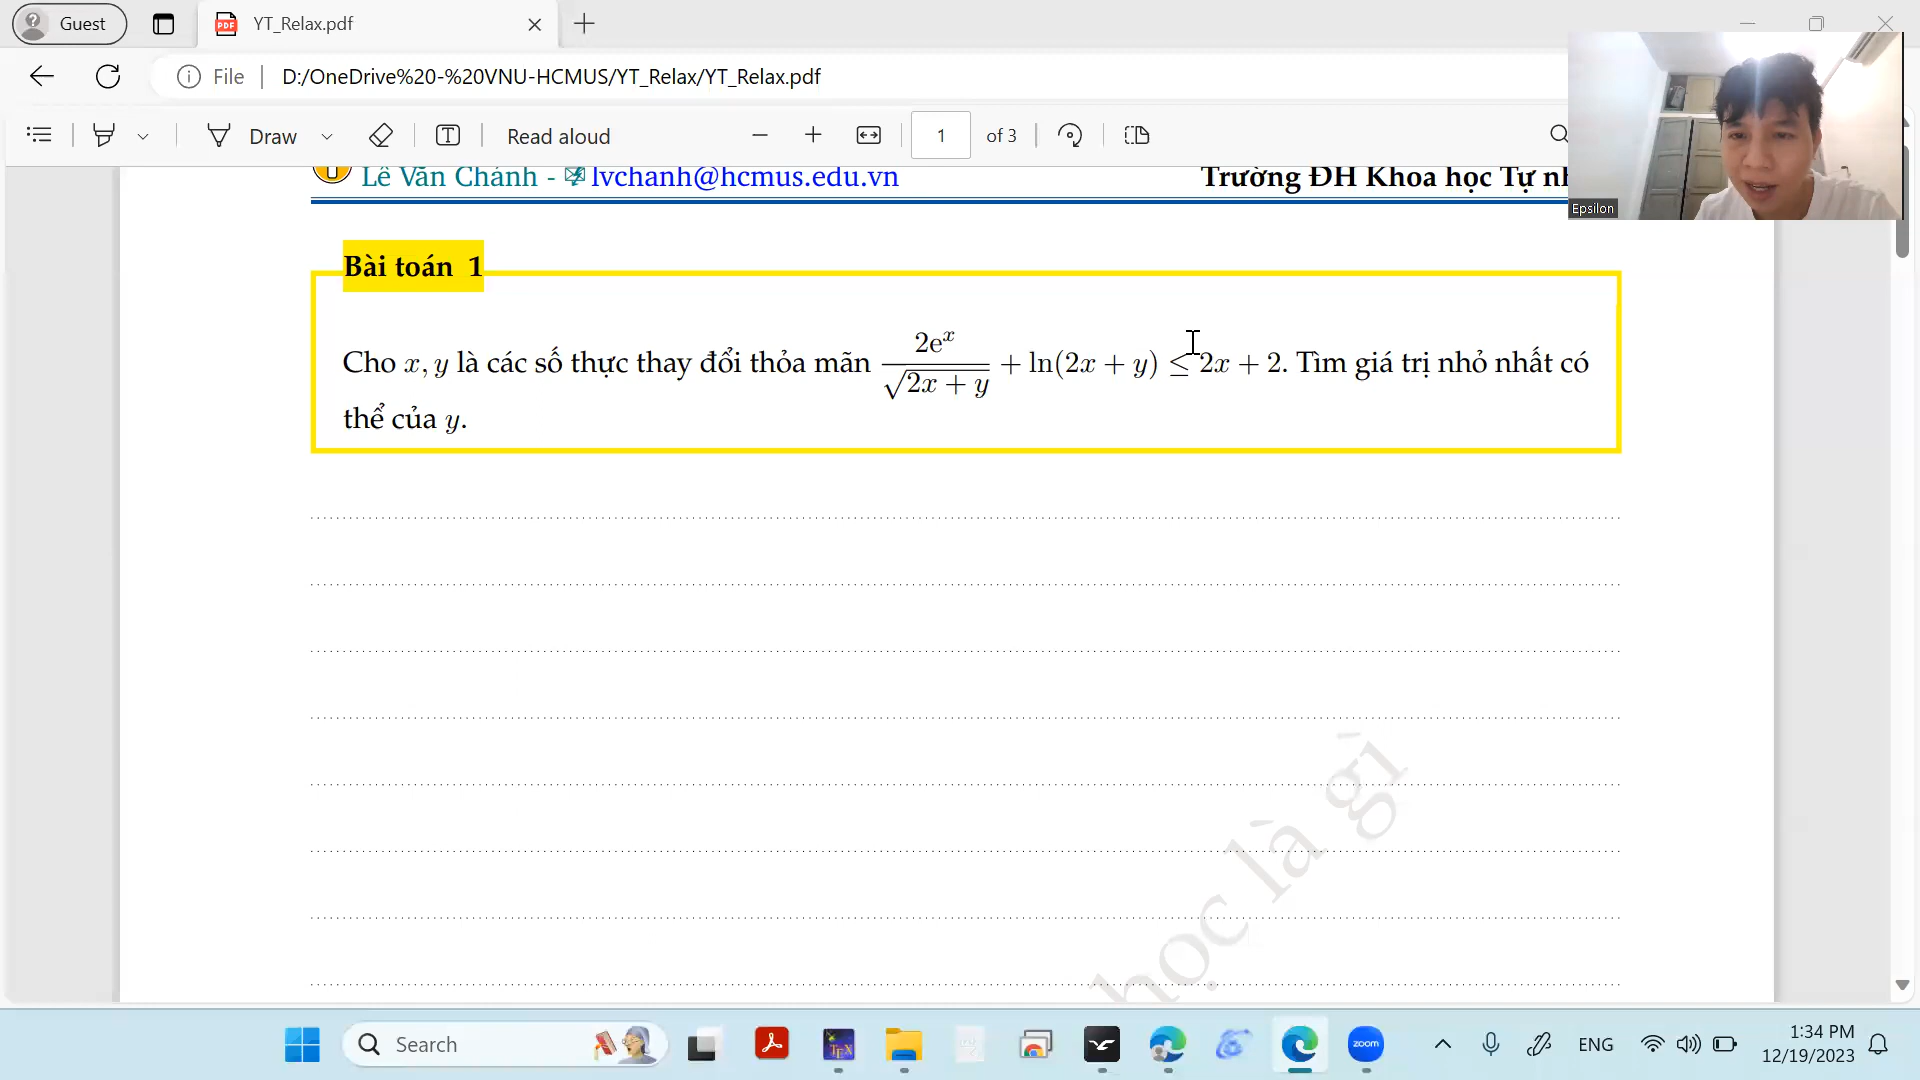 Guest
YT_Relax.pdf
File
D:/OneDrive%20-%20VNU-HCMUS/YT_Relax/YT_Relax.pdf
Draw
Read aloud
1
of 3
Lê Văn Chánh - lvchanh@hcmus.edu.vn
Trường ĐH Khoa học Tự
Epsilon
Bài toán 1
Cho x, y là các số thực thay đổi thỏa mãn 2e^x/√(2x + y) + ln(2x + y) ≤ 2x + 2. Tìm giá trị nhỏ nhất có
thể của y.
học là gì
Search
TEX
zoom
ENG
1:34 PM
12/19/2023